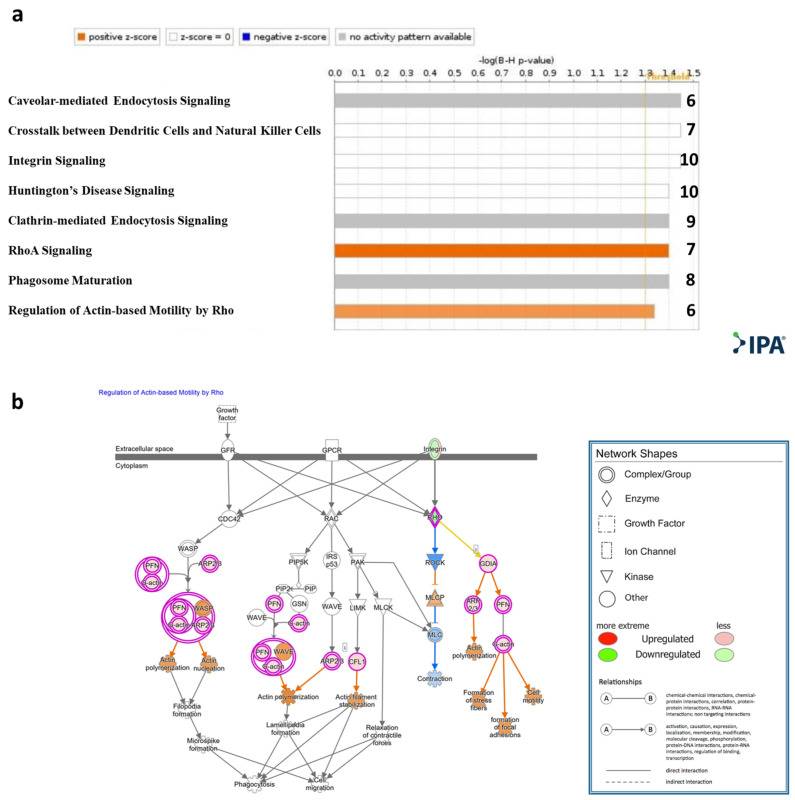 a
positive z-score
z-score = 0
negative z-score
no activity pattern available
-log(B-H p-value)
0.0 0.1 0.2 0.3 0.4 0.5 0.6 0.7 0.8 0.9 1.0 1.1 1.2 1.3 1.4 1.5
Threshold
Caveolar-mediated Endocytosis Signaling 6
Crosstalk between Dendritic Cells and Natural Killer Cells 7
Integrin Signaling 10
Huntington's Disease Signaling 10
Clathrin-mediated Endocytosis Signaling 9
RhoA Signaling 7
Phagosome Maturation 8
Regulation of Actin-based Motility by Rho 6
IPA®
b
Regulation of Actin-based Motility by Rho
Growth
factor
Extracellular space
GFR
GPCR
Integrin
Cytoplasm
CDC42
RAC
RHO
WASP
PFN
α-actin
ARP2/3
PIP5K
IRS
p53
PAK
ROCK
GDIA
PFN
WASP
α-actin
ARP2/3
PIP2
PIP
PFN
GSN
WAVE
α-actin
WAVE
LIMK
MLCK
MLCP
MLC
ARP
2/3
PFN
α-actin
PFN
WAVE
α-actin
ARP2/3
CFL1
Actin
polymerization
Actin
nucleation
Contraction
Actin
polymerization
Actin polymerization
Actin filament
stabilization
Formation of stress
fibers
Cell
motility
formation of focal
adhesions
Filopodia
formation
Lamellipodia
formation
Relaxation
of contractile
forces
Microspike
formation
Phagocytosis
Cell
migration
Network Shapes
Complex/Group
Enzyme
Growth Factor
Ion Channel
Kinase
Other
more extreme less
Upregulated
Downregulated
Relationships
A B
chemical-chemical interactions, chemical-
protein interactions, correlation, protein-
protein interactions, RNA-RNA
interactions; non targeting interactions
A B
activation, causation, expression,
localization, membership, modification,
molecular cleavage, phosphorylation,
protein-DNA interactions, protein-RNA
interactions, regulation of binding,
transcription
direct interaction
indirect interaction